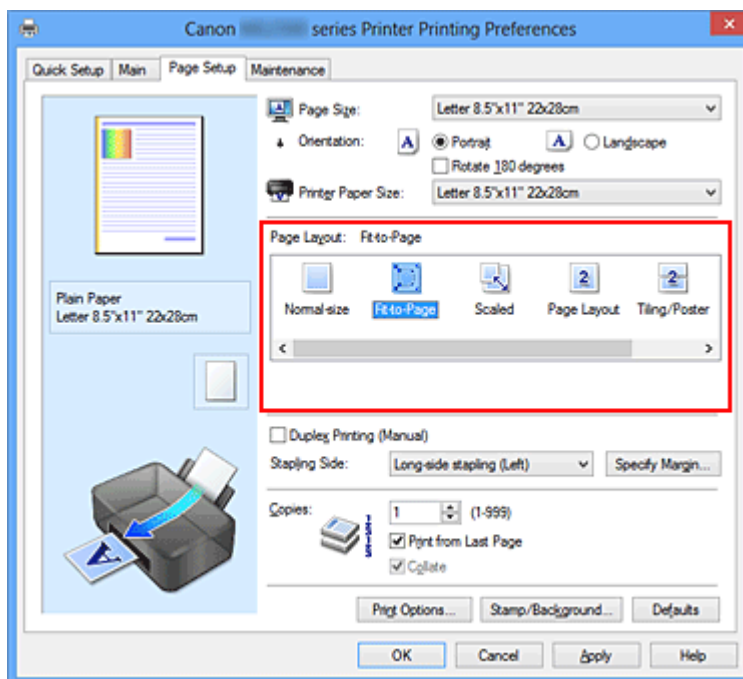 Canon series Printer Printing Preferences
Quick Setup Main Page Setup Maintenance
Page Size: Letter 8.5"x11" 22x28cm
Orientation: A Portrait A Landscape
Rotate 180 degrees
Printer Paper Size: Letter 8.5"x11" 22x28cm
Page Layout: Fit-to-Page
Normal-size Fit-to-Page Scaled Page Layout Tiling/Poster
Plain Paper
Letter 8.5"x11" 22x28cm
Duplex Printing (Manual)
Stapling Side: Long-side stapling (Left) Specify Margin...
Copies: 1 (1-999)
Print from Last Page
Collate
Print Options... Stamp/Background... Defaults
OK Cancel Apply Help